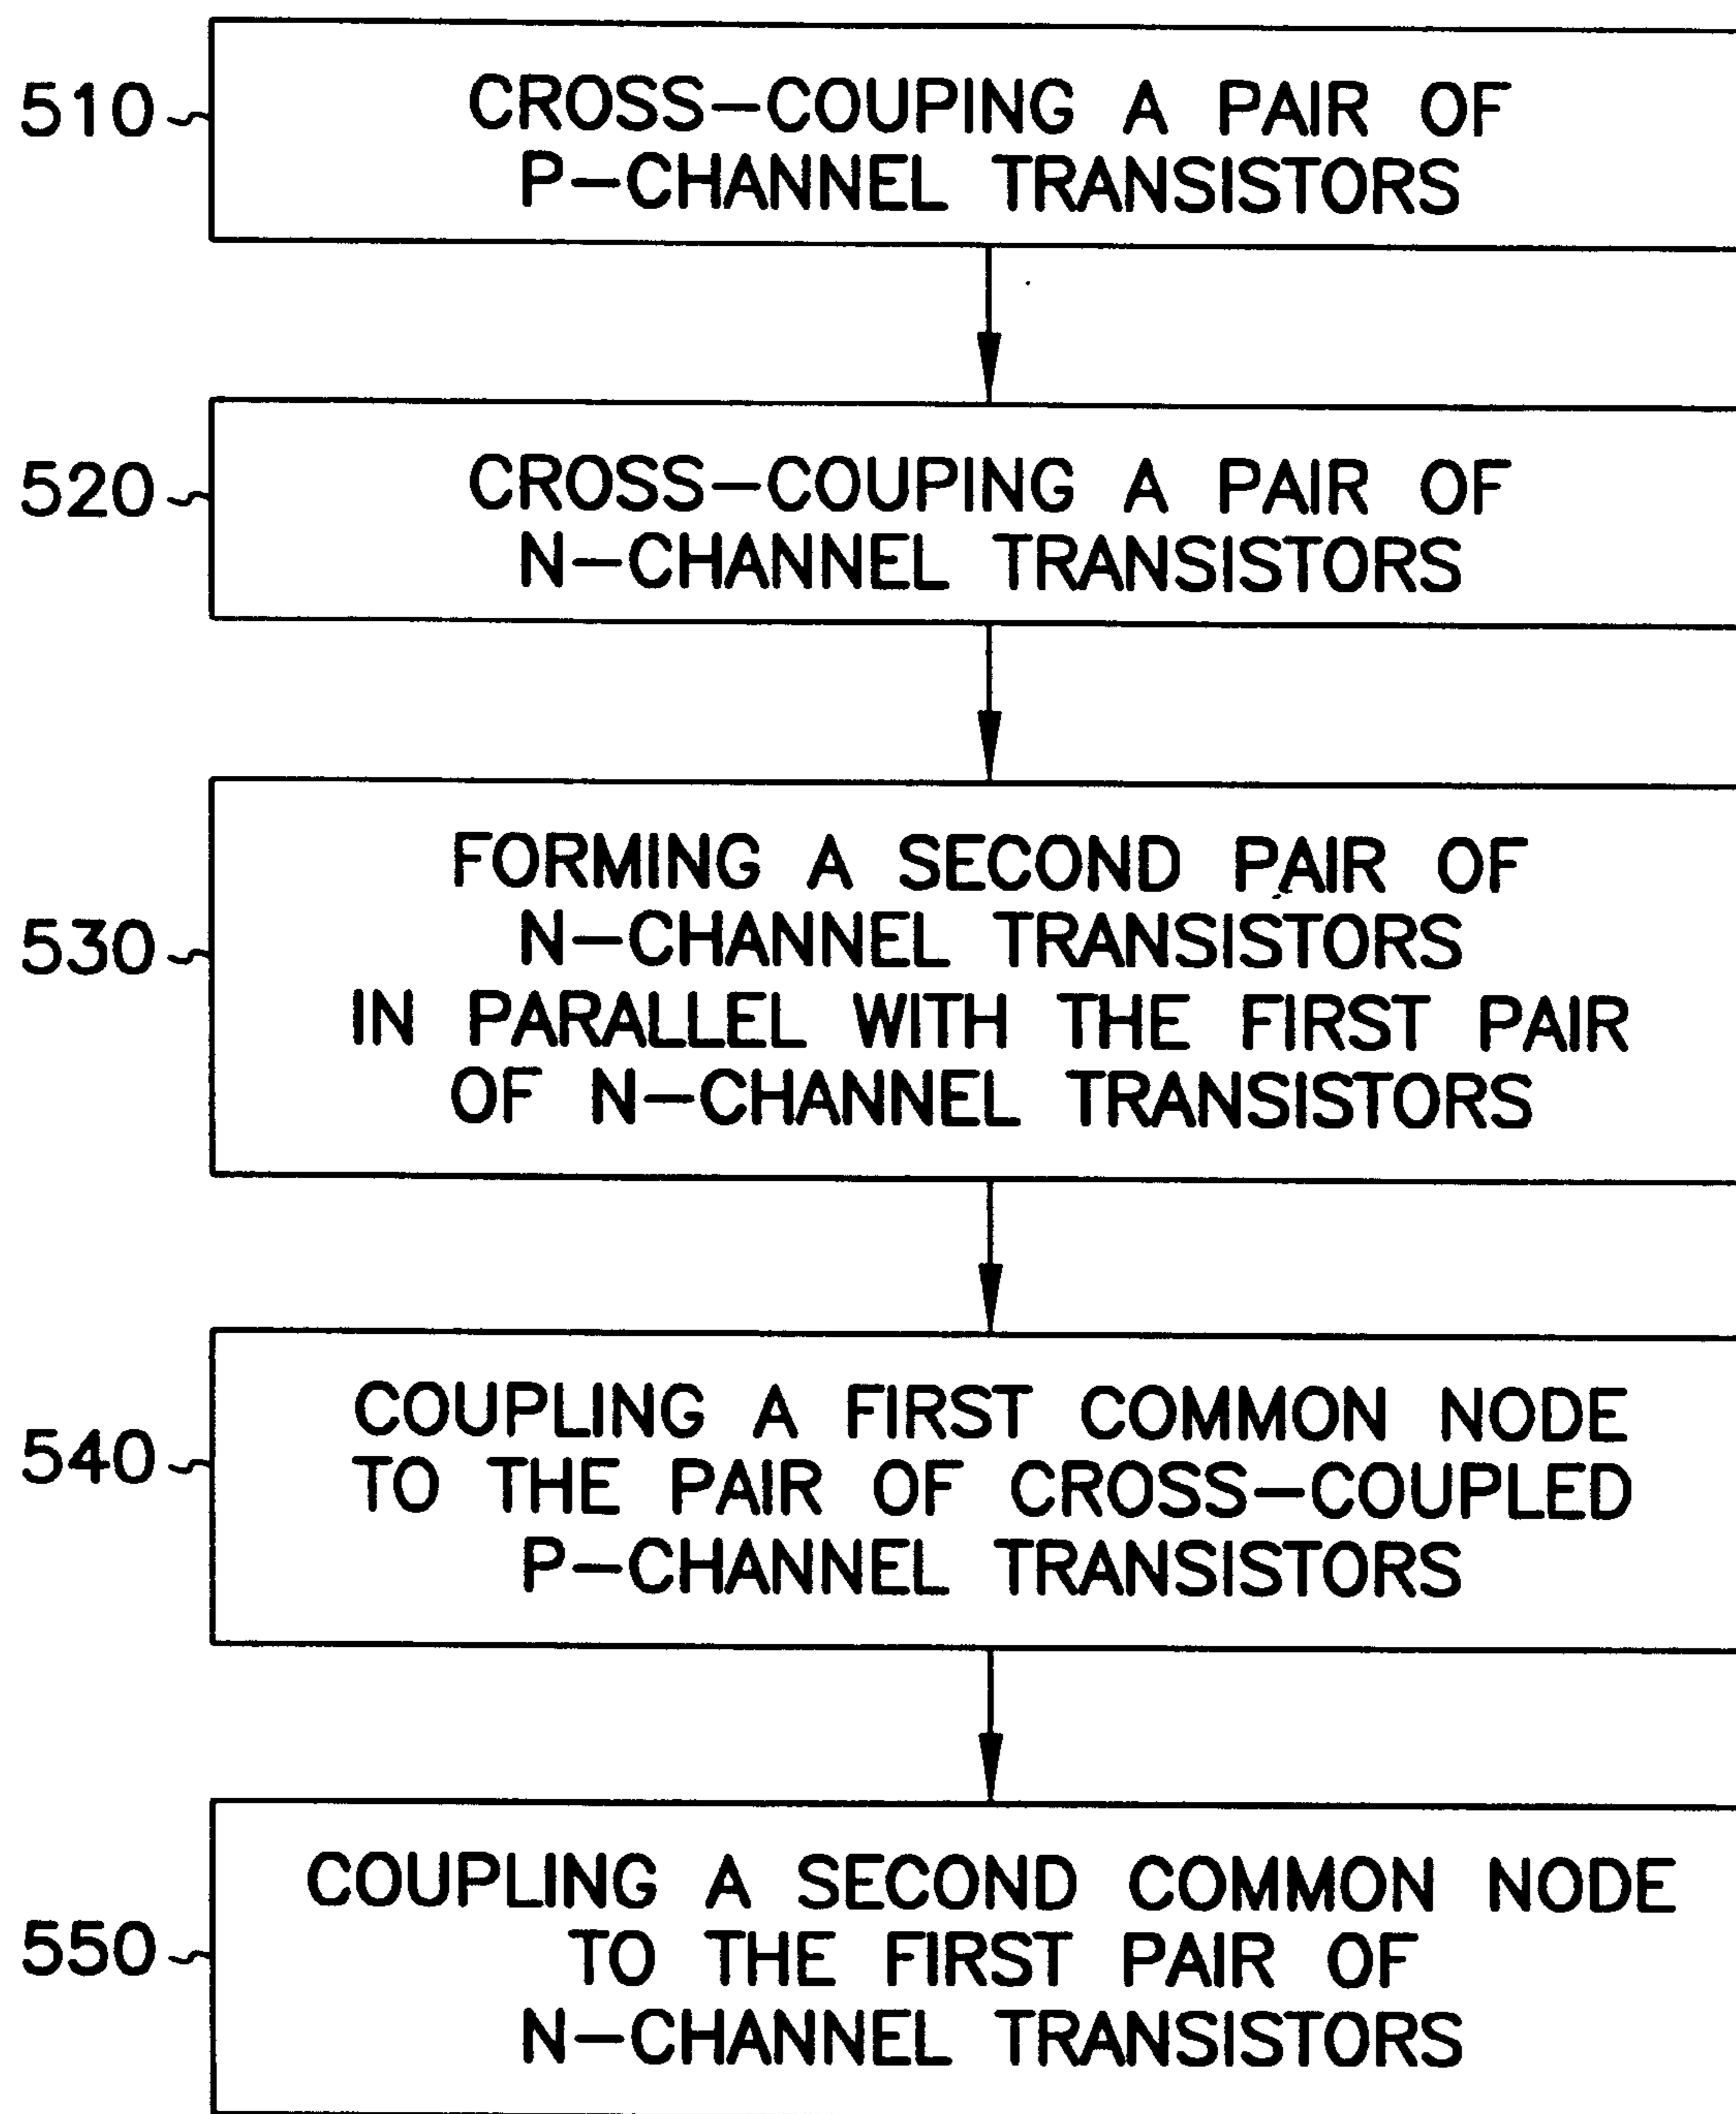 510
CROSS-COUPING A PAIR OF
P-CHANNEL TRANSISTORS
520
CROSS-COUPING A PAIR OF
N-CHANNEL TRANSISTORS
530
FORMING A SECOND PAIR OF
N-CHANNEL TRANSISTORS
IN PARALLEL WITH THE FIRST PAIR
OF N-CHANNEL TRANSISTORS
540
COUPLING A FIRST COMMON NODE
TO THE PAIR OF CROSS-COUPLED
P-CHANNEL TRANSISTORS
550
COUPLING A SECOND COMMON NODE
TO THE FIRST PAIR OF
N-CHANNEL TRANSISTORS